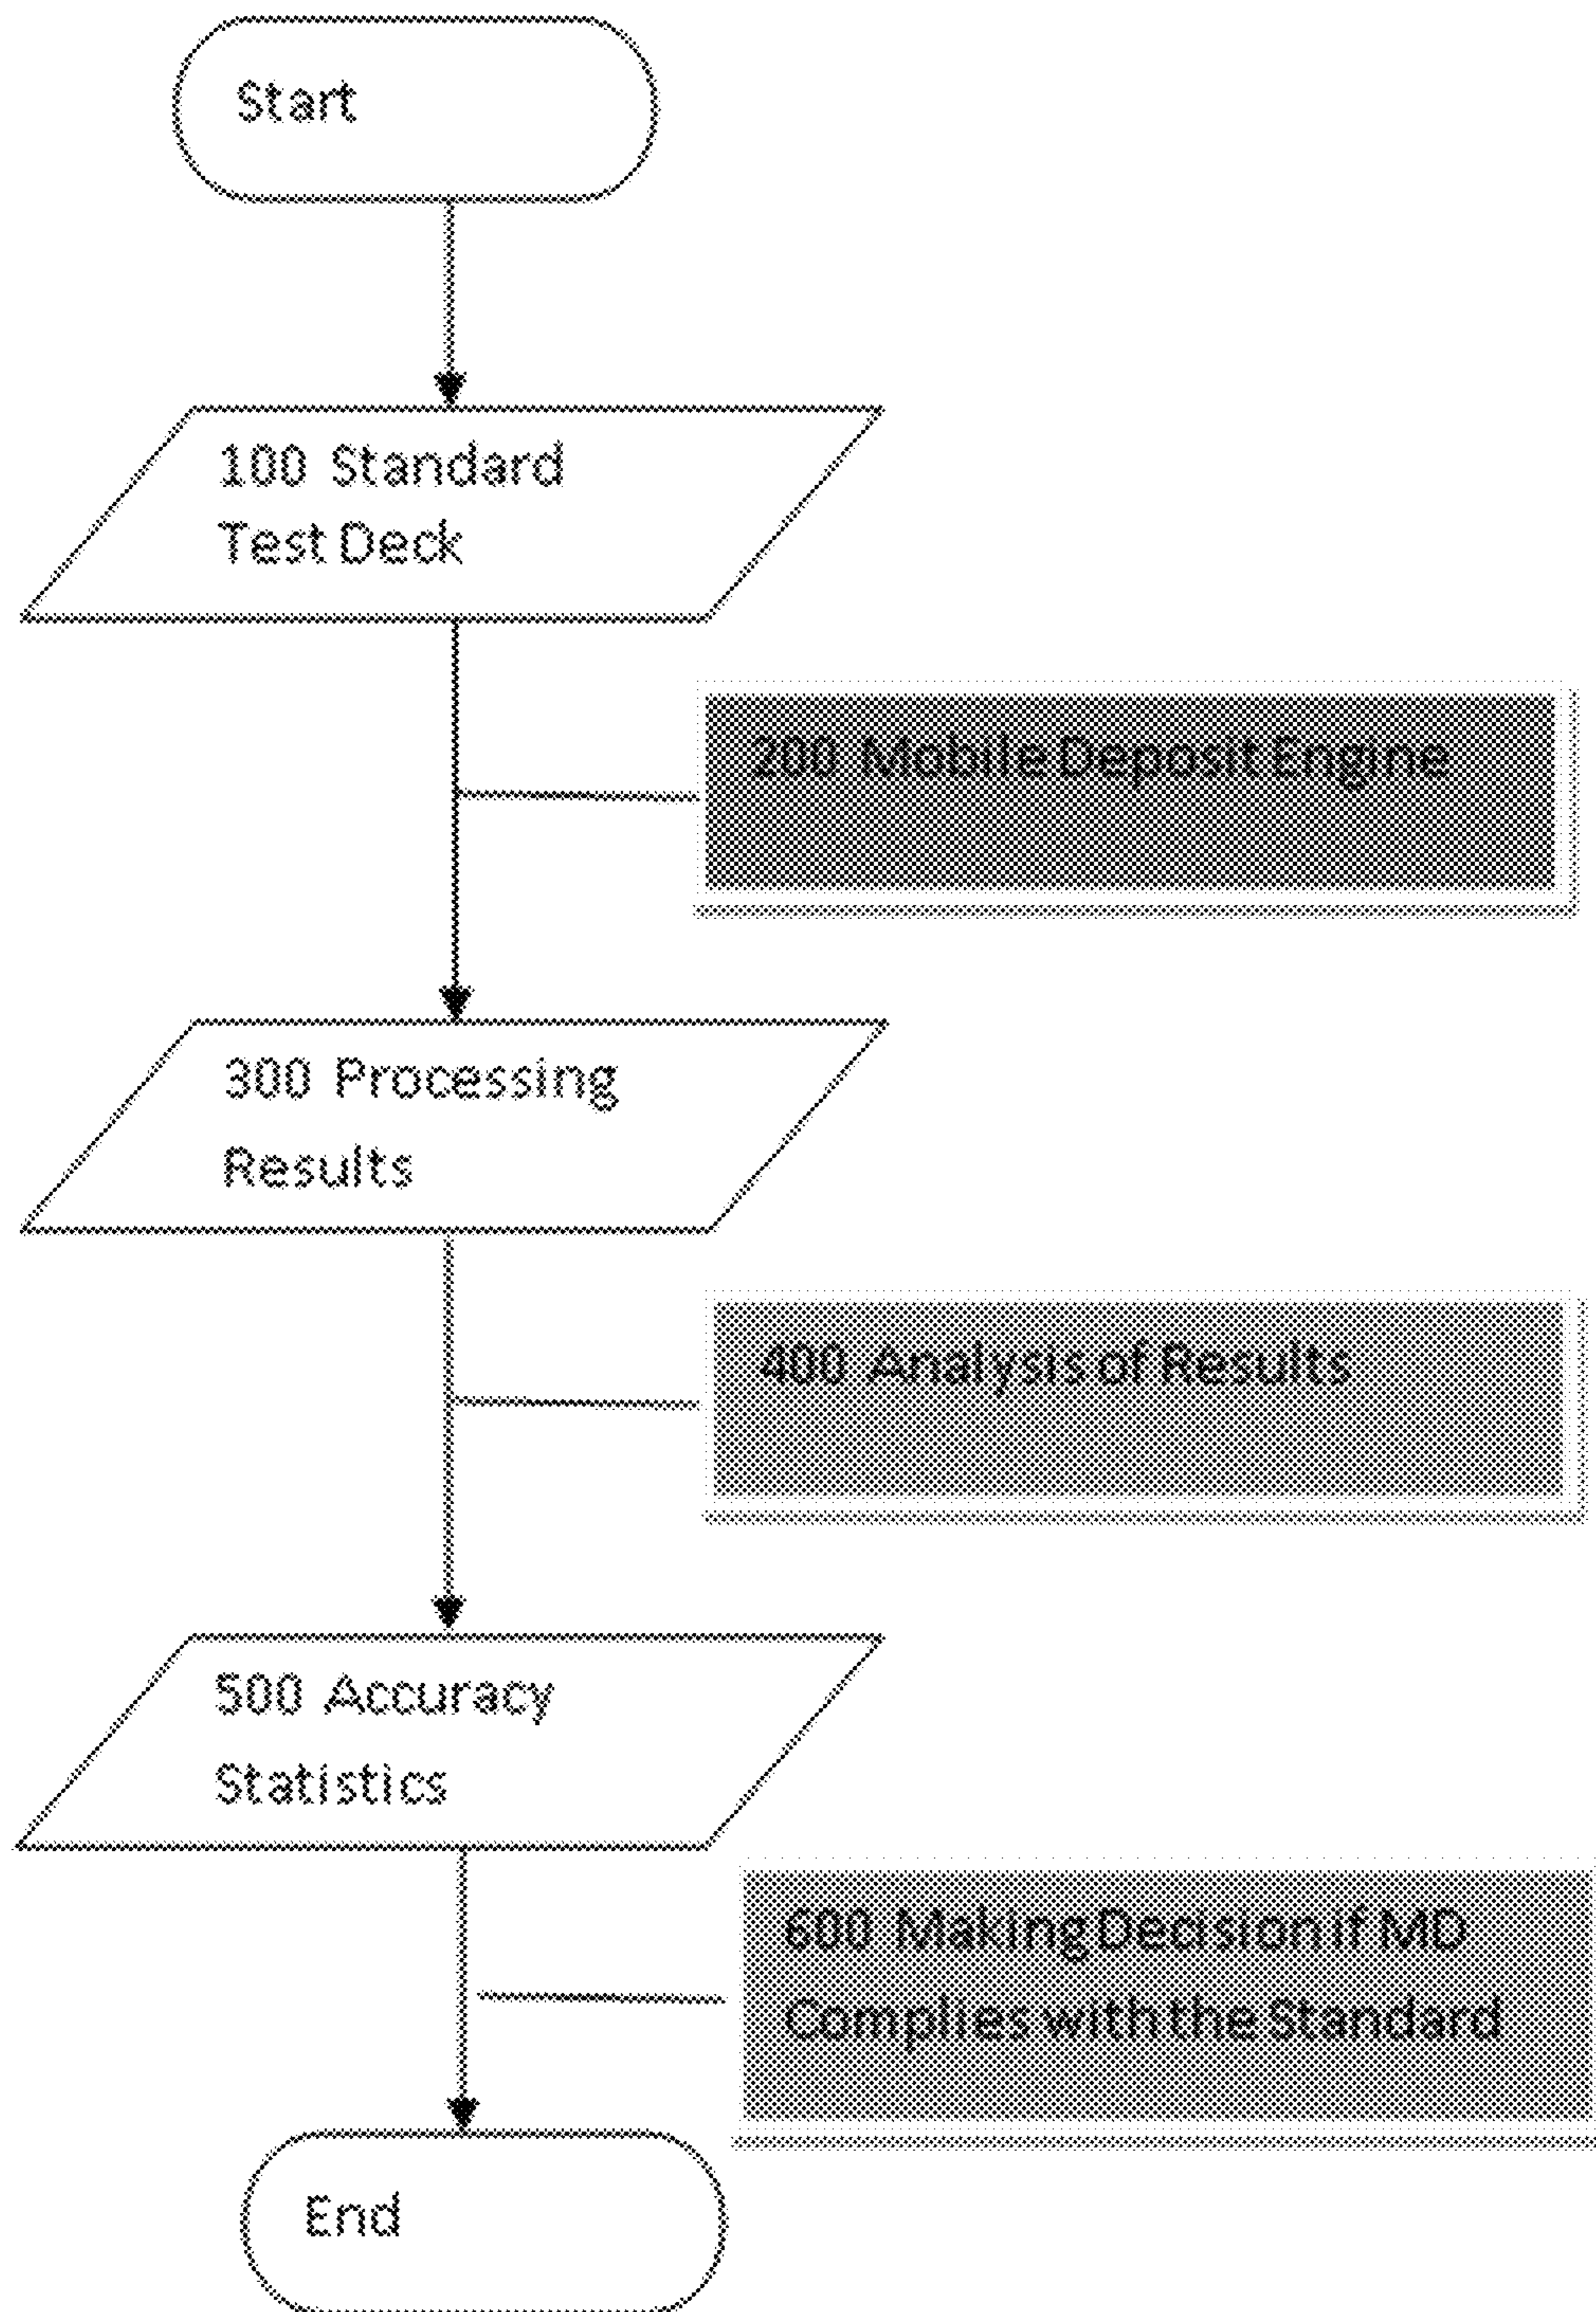 Start
100 Standard
Test Deck
200 Mobile Deposit Engine
300 Processing
Results
400 Analysis of Results
500 Accuracy
Statistics
600 Making Decision if MD
Complies with the Standard
End